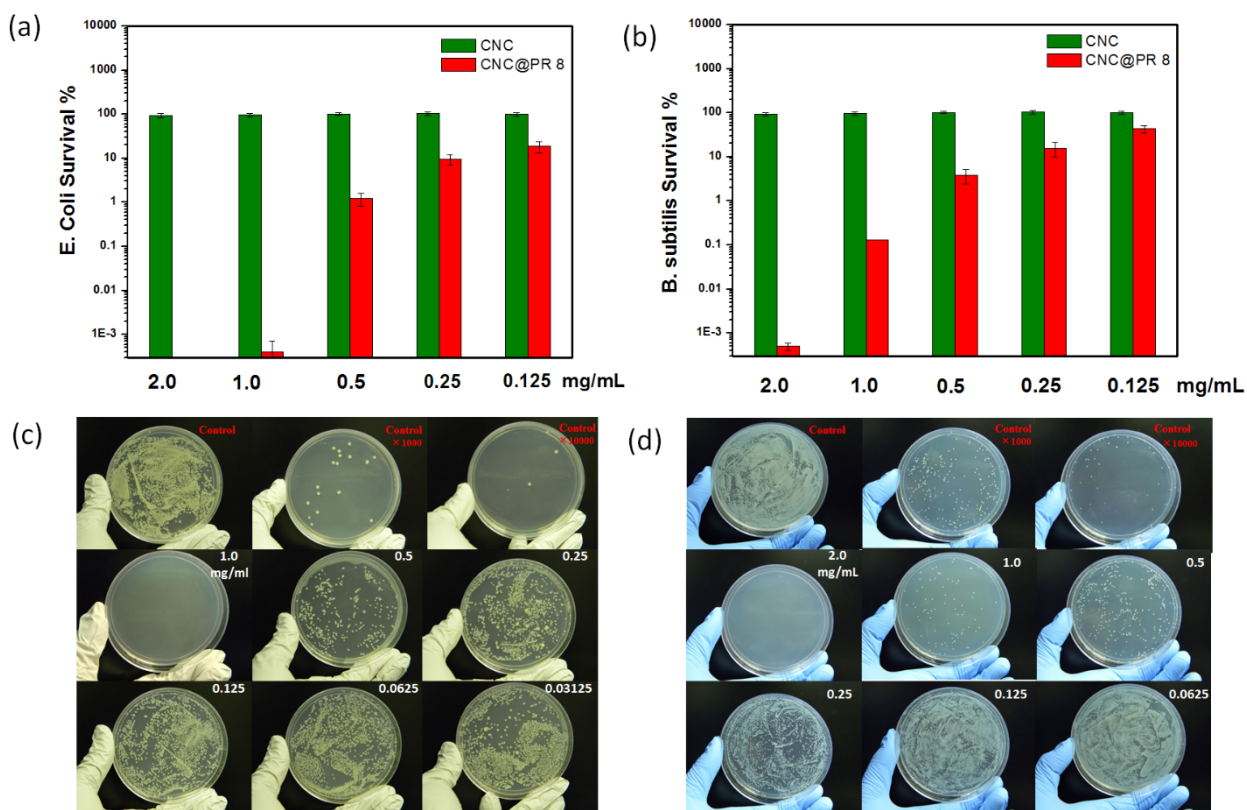 (a)
10000
1000
100
10
1
0.1
0.01
1E-3
E. Coli Survival %
CNC
CNC@PR 8
2.0 1.0 0.5 0.25 0.125 mg/mL
(b)
10000
1000
100
10
1
0.1
0.01
1E-3
B. subtilis Survival %
CNC
CNC@PR 8
2.0 1.0 0.5 0.25 0.125 mg/mL
(c)
Control
Control
×1000
Control
×10000
1.0
mg/ml
0.5
0.25
0.125
0.0625
0.03125
(d)
Control
Control
×1000
Control
×10000
2.0
mg/mL
1.0
0.5
0.25
0.125
0.0625